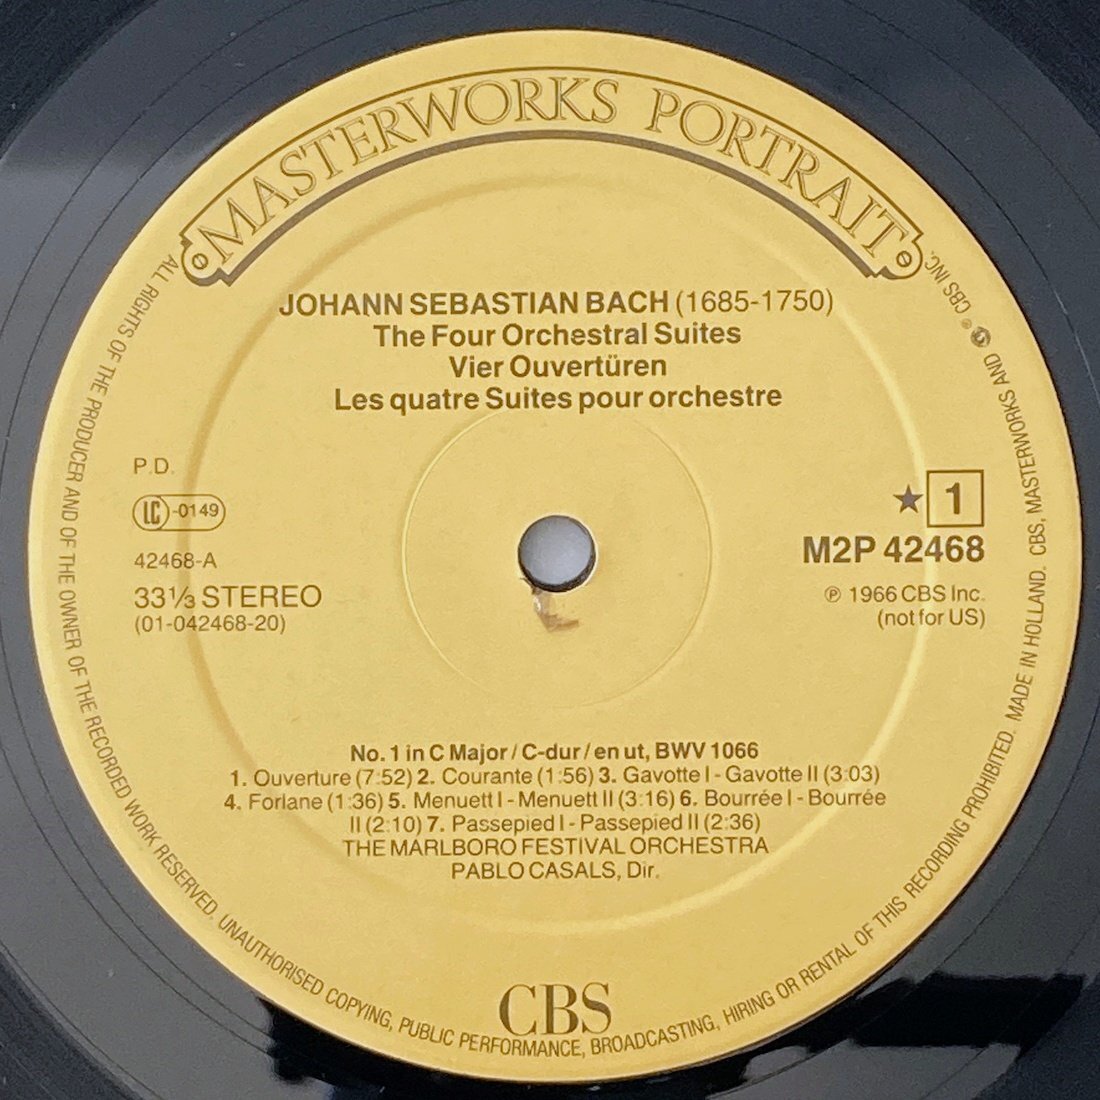 MASTERWORKS PORTRAIT
JOHANN SEBASTIAN BACH (1685-1750)
The Four Orchestral Suites
Vier Ouvertüren
Les quatre Suites pour orchestre
P.D.
LC-0149
42468-A
33⅓ STEREO
(01-042468-20)
★ 1
M2P 42468
℗ 1966 CBS Inc.
(not for US)
No. 1 in C Major / C-dur / en ut, BWV 1066
1. Ouverture (7:52) 2. Courante (1:56) 3. Gavotte I - Gavotte II (3:03)
4. Forlane (1:36) 5. Menuett I - Menuett II (3:16) 6. Bourrée I - Bourrée
II (2:10) 7. Passepied I - Passepied II (2:36)
THE MARLBORO FESTIVAL ORCHESTRA
PABLO CASALS, Dir.
CBS
ALL RIGHTS OF THE PRODUCER AND OF THE OWNER OF THE RECORDED WORK RESERVED. UNAUTHORISED COPYING, PUBLIC PERFORMANCE, BROADCASTING, HIRING OR RENTAL OF THIS RECORDING PROHIBITED. MADE IN HOLLAND. CBS, MASTERWORKS AND ® CBS INC.